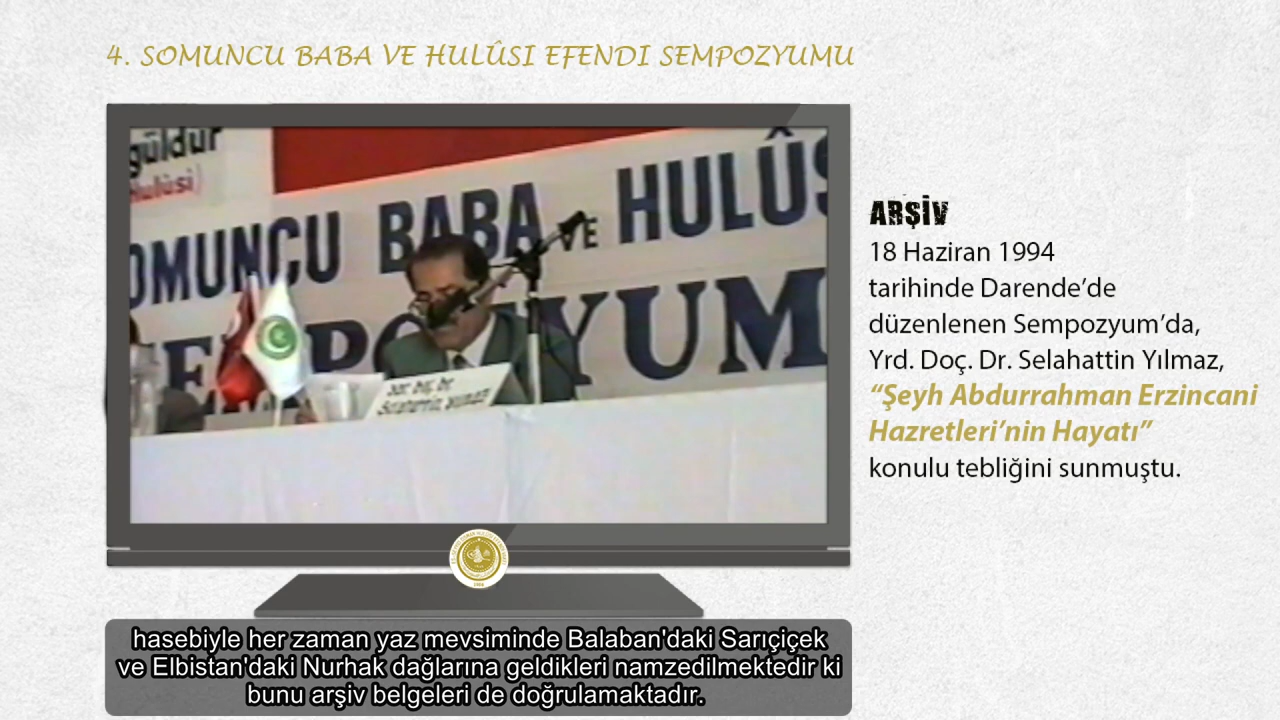 4. SOMUNCU BABA VE HULÛSI EFENDI SEMPOZYUMU
güldür
Hulûsi)
OMUNCU BABA VE HULÛS
ARŞİV
18 Haziran 1994
tarihinde Darende’de
düzenlenen Sempozyum’da,
Yrd. Doç. Dr. Selahattin Yılmaz,
“Şeyh Abdurrahman Erzincani
Hazretleri’nin Hayatı”
konulu tebliğini sunmuştu.
hasebiyle her zaman yaz mevsiminde Balaban'daki Sarıçiçek
ve Elbistan'daki Nurhak dağlarına geldikleri namzedilmektedir ki
bunu arşiv belgeleri de doğrulamaktadır.